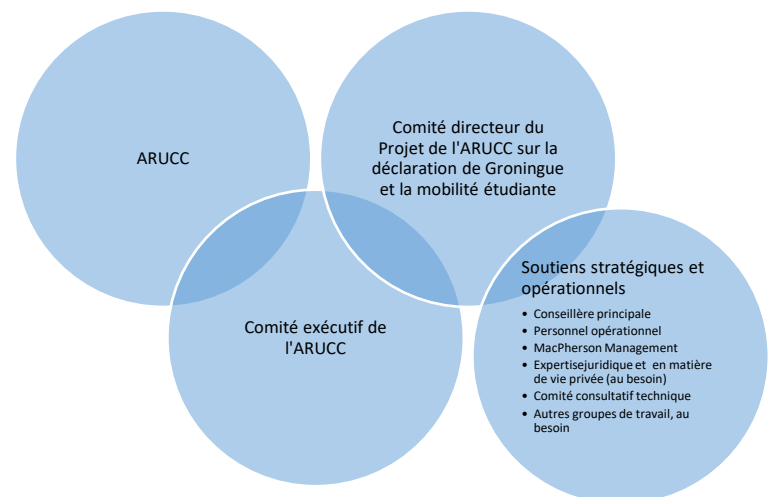 ARUCC
Comité directeur du
Projet de l'ARUCC sur la
déclaration de Groningue
et la mobilité étudiante
Comité exécutif de
l'ARUCC
Soutiens stratégiques et
opérationnels
• Conseillère principale
• Personnel opérationnel
• MacPherson Management
• Expertisejuridique et en matière
de vie privée (au besoin)
• Comité consultatif technique
• Autres groupes de travail, au
besoin